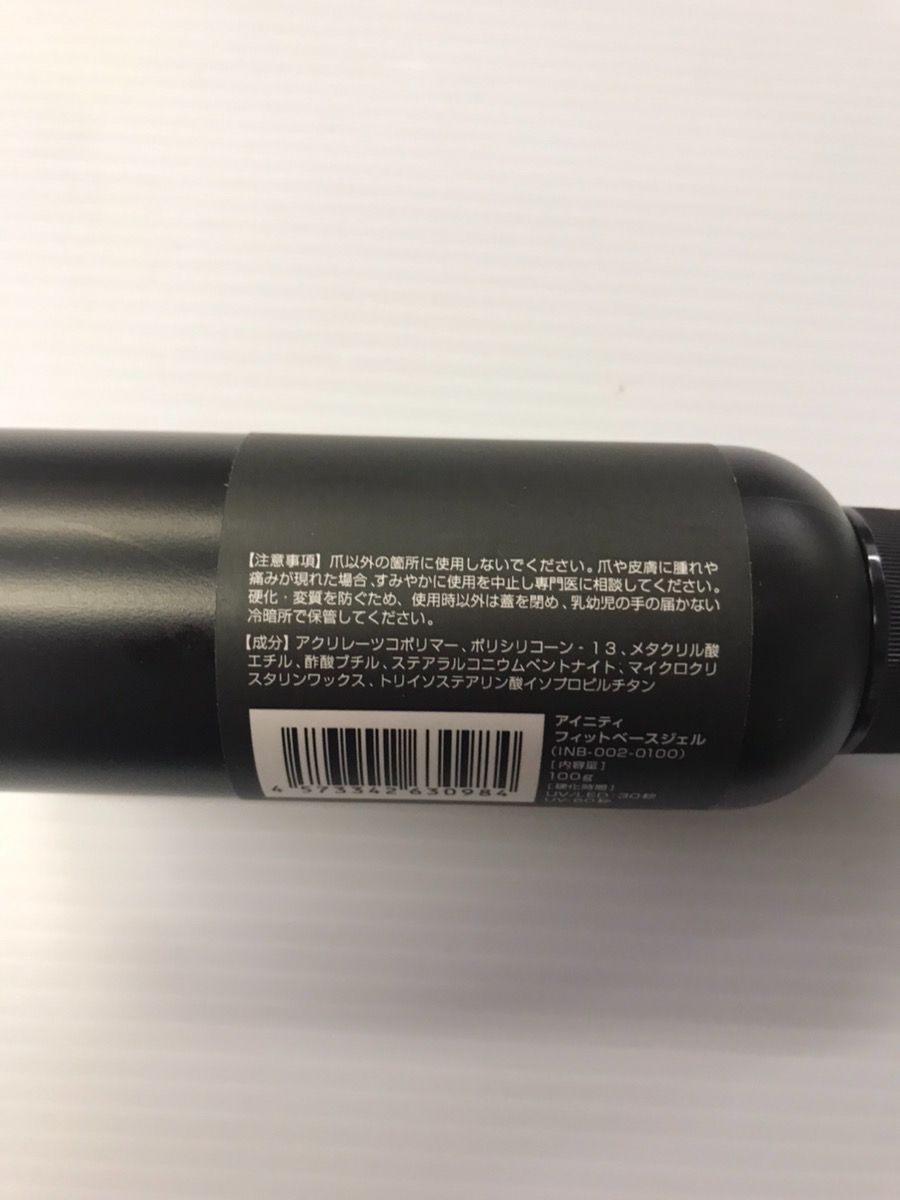 【注意事項】爪以外の箇所に使用しないでください。爪や皮膚に腫れや
痛みが現れた場合、すみやかに使用を中止し専門医に相談してください。
硬化・変質を防ぐため、使用時以外は蓋を閉め、乳幼児の手の届かない
冷暗所で保管してください。
【成分】アクリレーツコポリマー、ポリシリコーン-13、メタクリル酸
エチル、酢酸ブチル、ステアラルコニウムベントナイト、マイクロクリ
スタリンワックス、トリイソステアリン酸イソプロピルチタン
アイニティ
フィットベースジェル
(INB-002-0100)
[内容量]
100g
[硬化時間]
UV/LED-30秒
UV-60秒
4 573342 630984